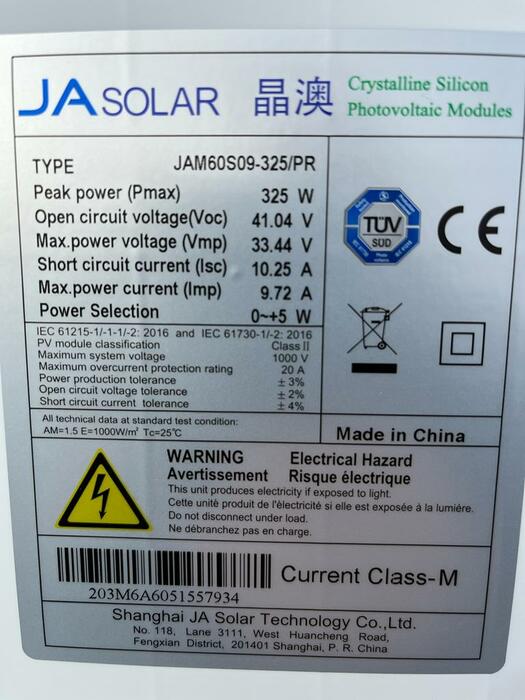 JA SOLAR 晶澳 Crystalline Silicon
Photovoltaic Modules
TYPE JAM60S09-325/PR
Peak power (Pmax) 325 W
Open circuit voltage(Voc) 41.04 V
Max.power voltage (Vmp) 33.44 V
Short circuit current (Isc) 10.25 A
Max.power current (Imp) 9.72 A
Power Selection 0~+5 W
IEC 61215-1/-1-1/-2: 2016 and IEC 61730-1/-2: 2016
PV module classification Class II
Maximum system voltage 1000 V
Maximum overcurrent protection rating 20 A
Power production tolerance ± 3%
Open circuit voltage tolerance ± 2%
Short circuit current tolerance ± 4%
All technical data at standard test condition:
AM=1.5 E=1000W/m² Tc=25℃
TÜV
SÜD
CE
Made in China
WARNING Electrical Hazard
Avertissement Risque électrique
This unit produces electricity if exposed to light.
Cette unité produit de l'électricité si elle est exposée à la lumière.
Do not disconnect under load.
Ne débranchez pas en charge.
Current Class-M
203M6A6051557934
Shanghai JA Solar Technology Co.,Ltd.
No. 118, Lane 3111, West Huancheng Road,
Fengxian District, 201401 Shanghai, P. R. China